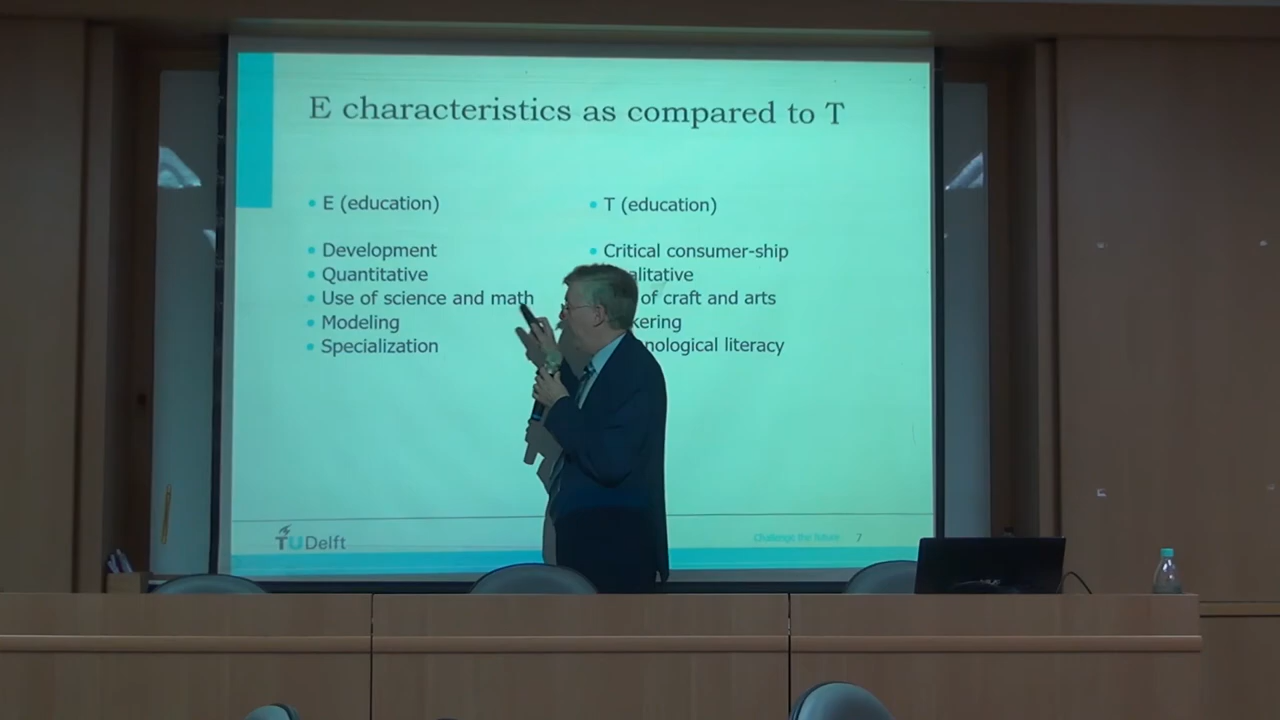 E characteristics as compared to T
E (education)
Development
Quantitative
Use of science and math
Modeling
Specialization
T (education)
Critical consumer-ship
alitative
of craft and arts
kering
nological literacy
TUDelft
Challenge the future
7